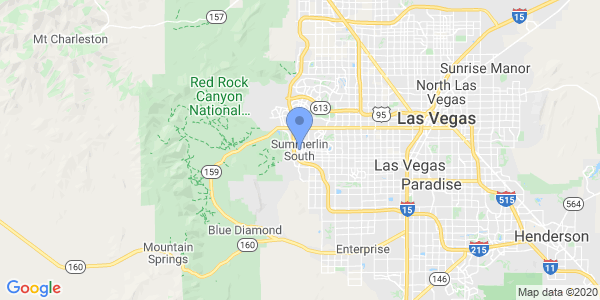 157
15
Mt Charleston
Sunrise Manor
Red Rock
Canyon
National...
North Las
Vegas
613
95
Las Vegas
Summerlin
South
159
Las Vegas
Paradise
515
564
15
Blue Diamond
160
Henderson
Mountain
Springs
Enterprise
215
160
11
146
Google
Map data ©2020